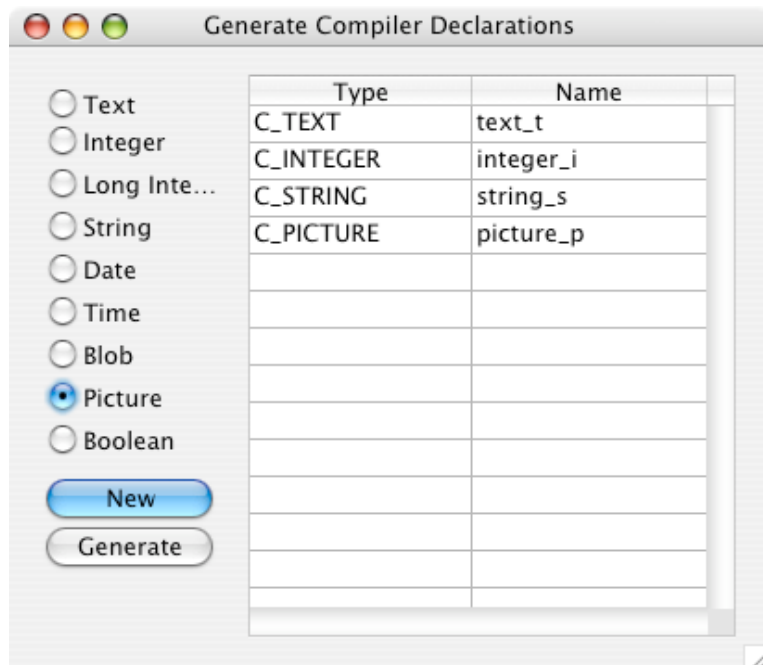 Generate Compiler Declarations
Text
Integer
Long Inte...
String
Date
Time
Blob
Picture
Boolean
New
Generate
Type Name
C_TEXT text_t
C_INTEGER integer_i
C_STRING string_s
C_PICTURE picture_p